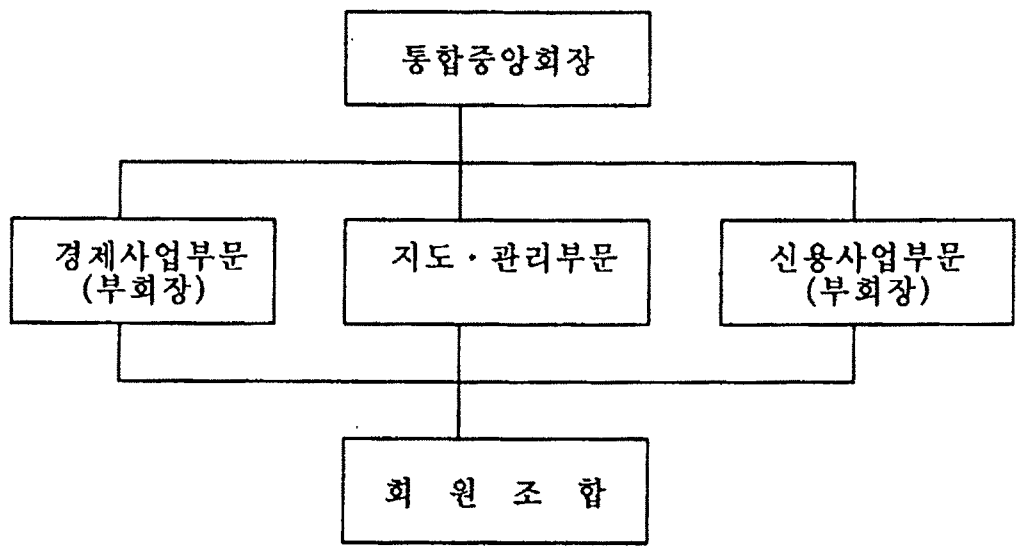 통합중앙회장
경제사업부문
(부회장)
지도·관리부문
신용사업부문
(부회장)
회 원 조 합